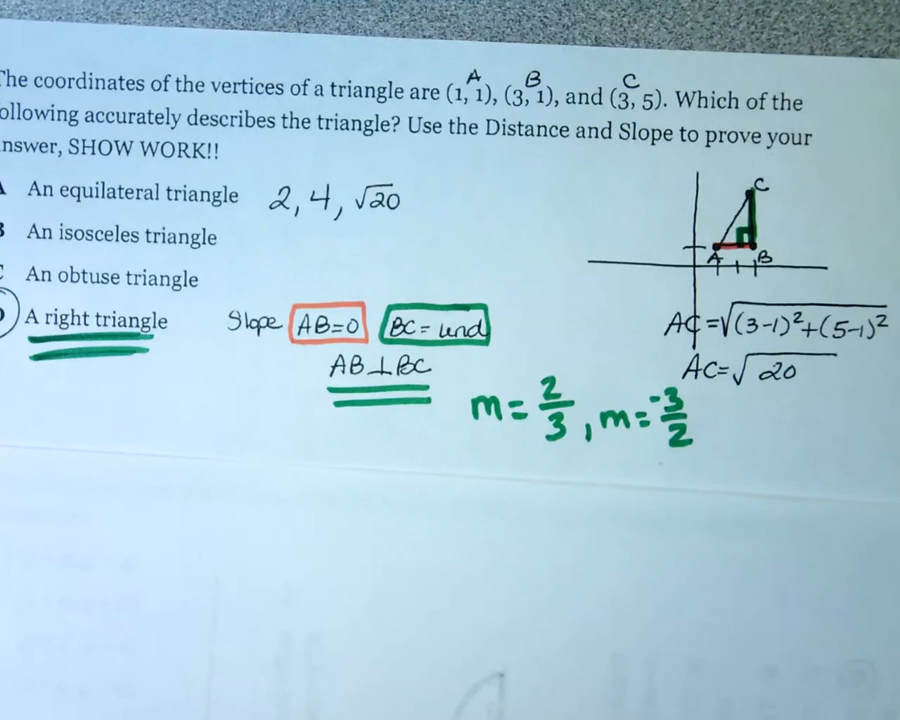 A B C
The coordinates of the vertices of a triangle are (1, 1), (3, 1), and (3, 5). Which of the
following accurately describes the triangle? Use the Distance and Slope to prove your
answer, SHOW WORK!!
A An equilateral triangle 2, 4, √20
B An isosceles triangle
C An obtuse triangle
D A right triangle
Slope AB=0 BC= und
AB⊥BC
C
A B
AC=√(3-1)²+(5-1)²
AC=√20
m=2/3, m=-3/2